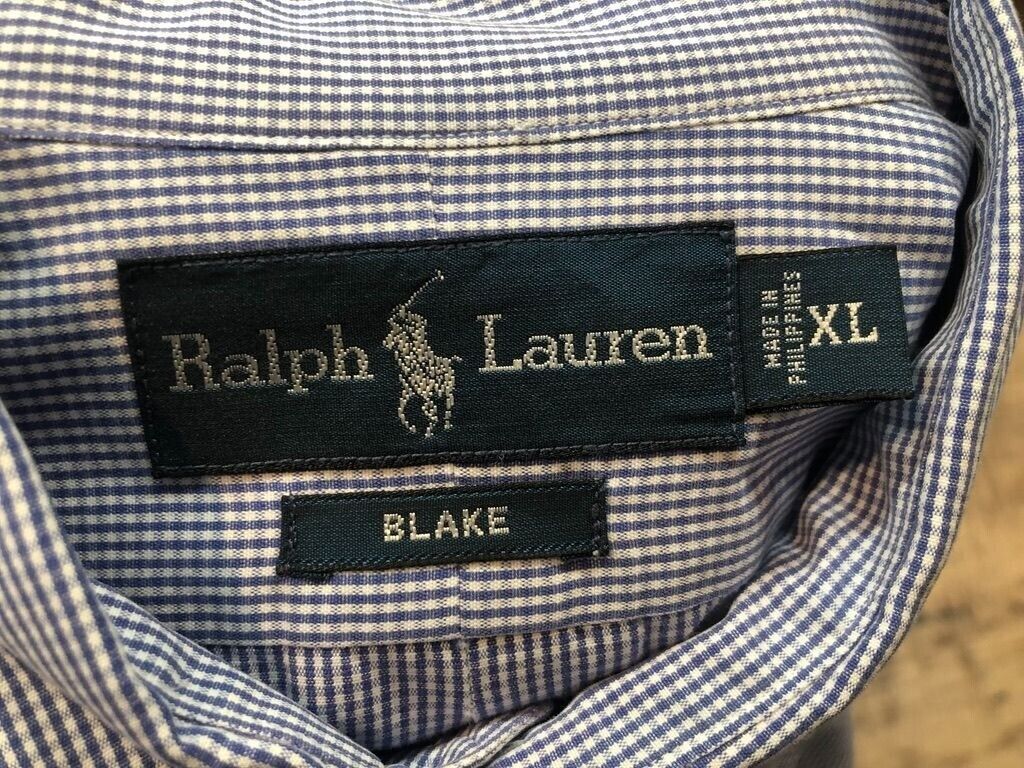 Ralph Lauren
MADE IN
PHILIPPINES
XL
BLAKE